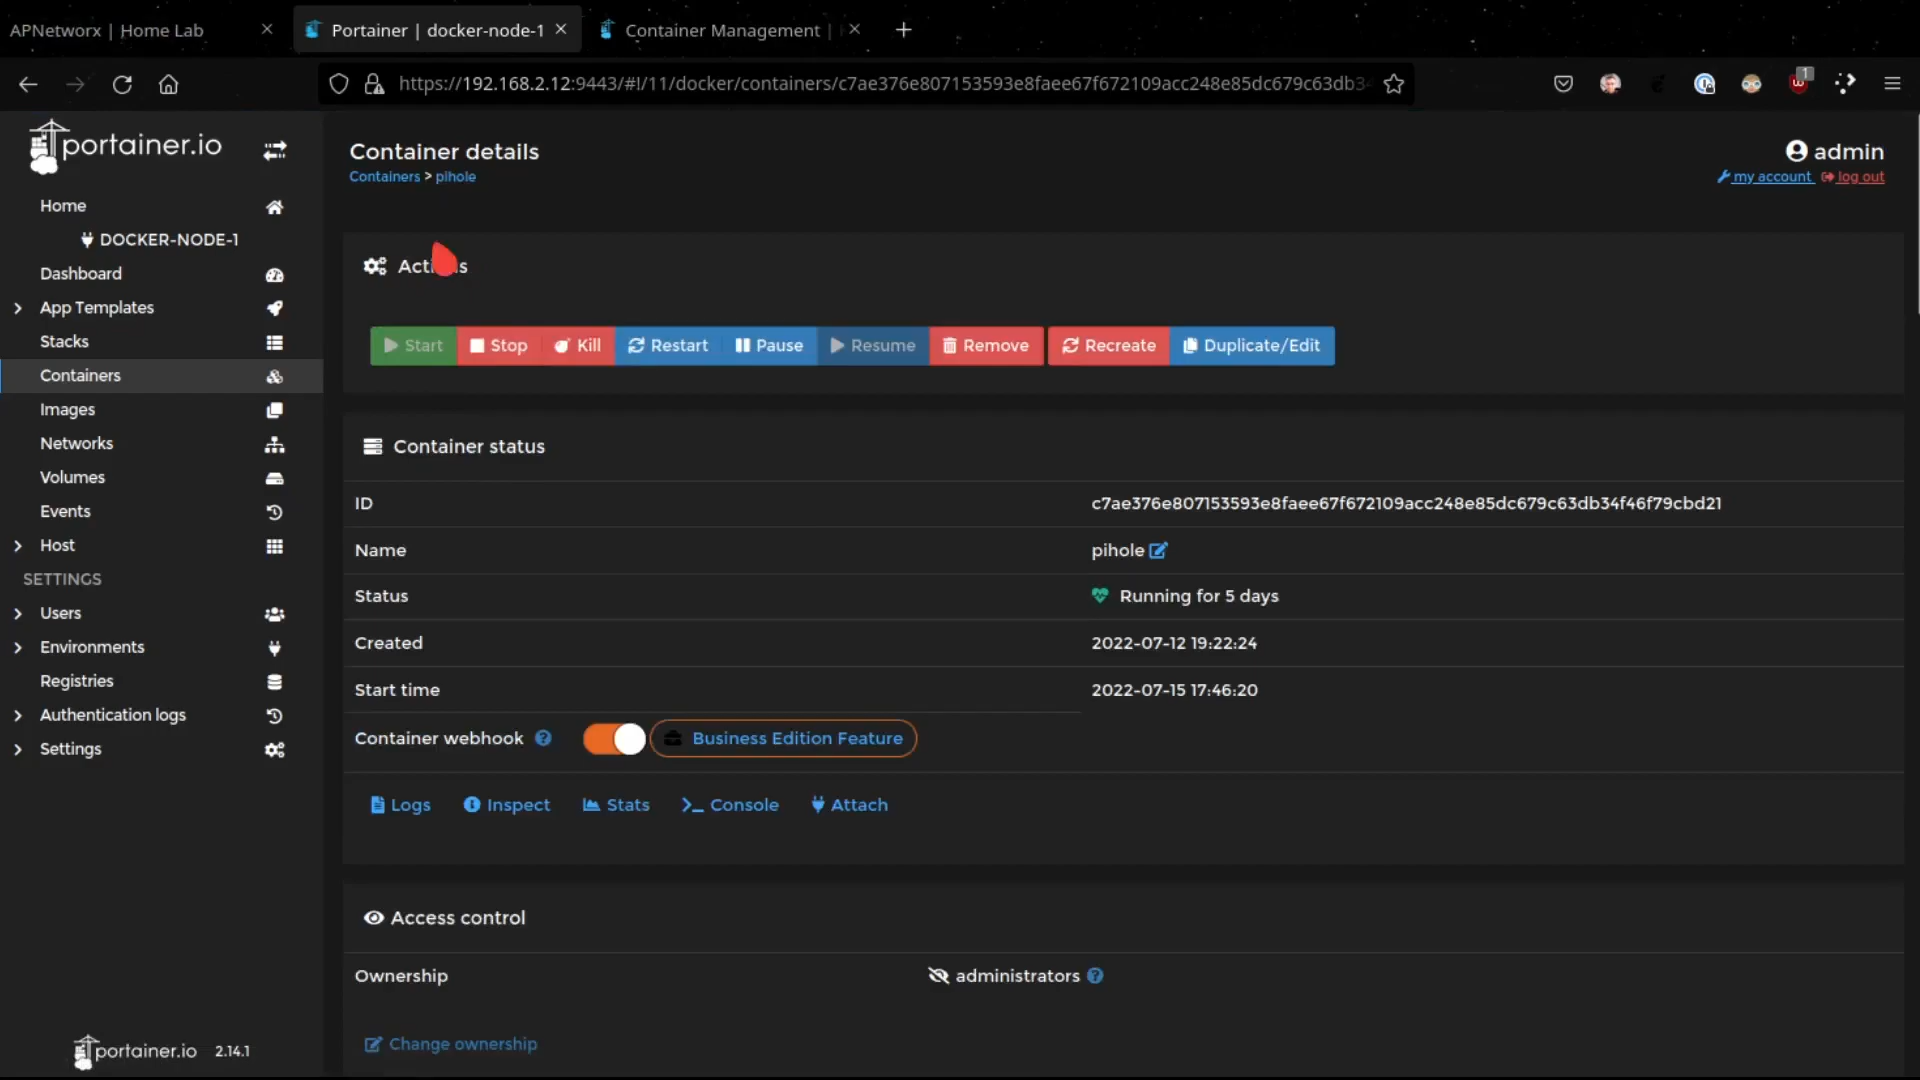 APNetworx | Home Lab
Portainer | docker-node-1
Container Management |
https://192.168.2.12:9443/#!/11/docker/containers/c7ae376e807153593e8faee67f672109acc248e85dc679c63db34
1
portainer.io
Home
DOCKER-NODE-1
Dashboard
App Templates
Stacks
Containers
Images
Networks
Volumes
Events
Host
SETTINGS
Users
Environments
Registries
Authentication logs
Settings
portainer.io 2.14.1
Container details
Containers > pihole
admin
my account log out
Start Stop Kill Restart Pause Resume Remove Recreate Duplicate/Edit
Container status
ID c7ae376e807153593e8faee67f672109acc248e85dc679c63db34f46f79cbd21
Name pihole
Status Running for 5 days
Created 2022-07-12 19:22:24
Start time 2022-07-15 17:46:20
Container webhook Business Edition Feature
Logs Inspect Stats Console Attach
Access control
Ownership administrators
Change ownership